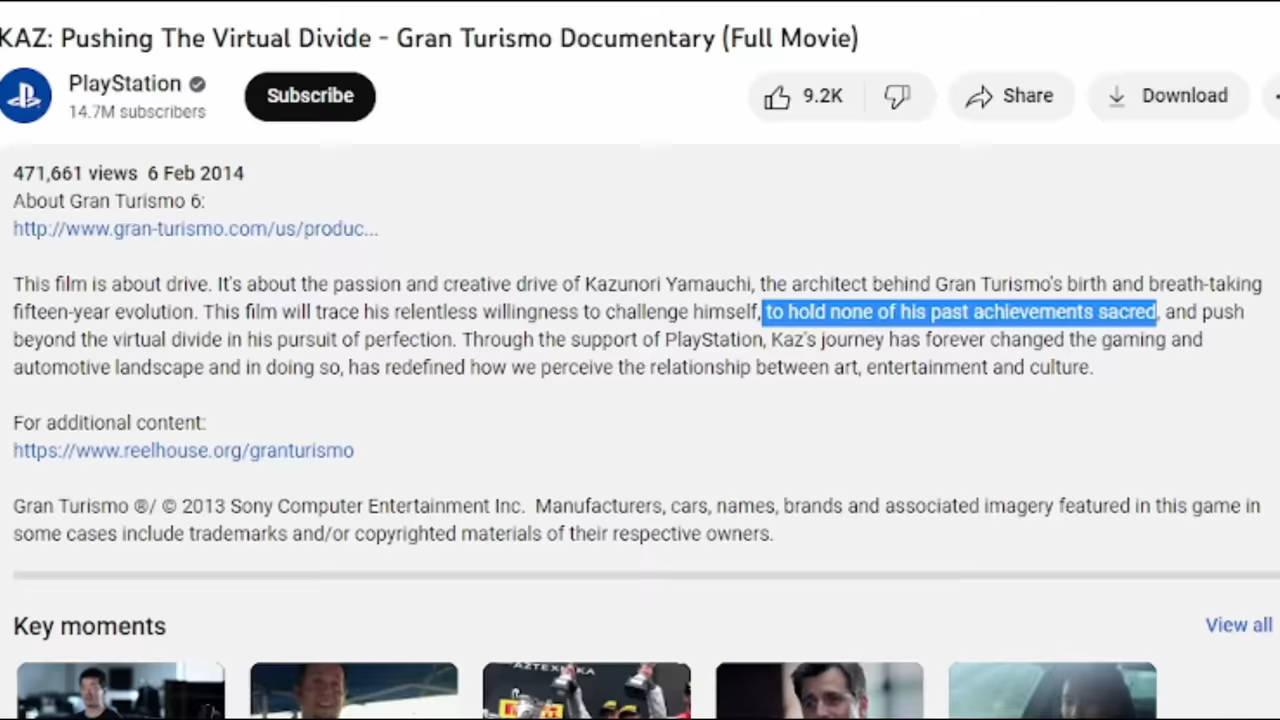 KAZ: Pushing The Virtual Divide - Gran Turismo Documentary (Full Movie)
PlayStation
14.7M subscribers
Subscribe
9.2K
Share
Download
471,661 views 6 Feb 2014
About Gran Turismo 6:
http://www.gran-turismo.com/us/produc...
This film is about drive. It's about the passion and creative drive of Kazunori Yamauchi, the architect behind Gran Turismo's birth and breath-taking
fifteen-year evolution. This film will trace his relentless willingness to challenge himself, to hold none of his past achievements sacred, and push
beyond the virtual divide in his pursuit of perfection. Through the support of PlayStation, Kaz's journey has forever changed the gaming and
automotive landscape and in doing so, has redefined how we perceive the relationship between art, entertainment and culture.
For additional content:
https://www.reelhouse.org/granturismo
Gran Turismo ®/ © 2013 Sony Computer Entertainment Inc. Manufacturers, cars, names, brands and associated imagery featured in this game in
some cases include trademarks and/or copyrighted materials of their respective owners.
Key moments
View all